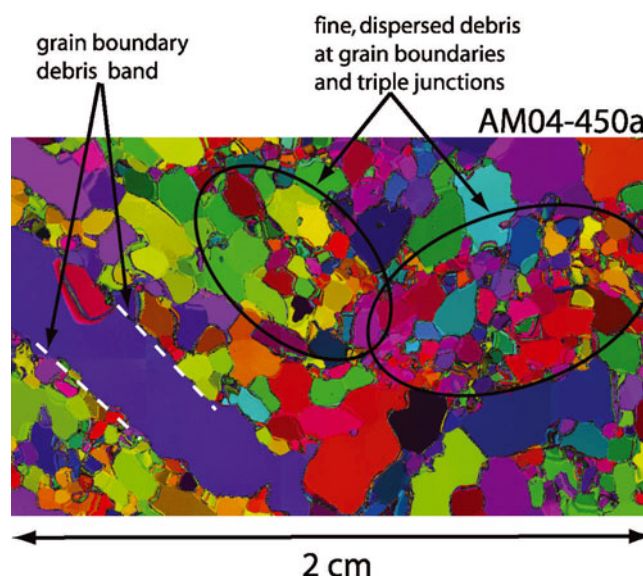 grain boundary
debris band
fine, dispersed debris
at grain boundaries
and triple junctions
AM04-450a
2 cm